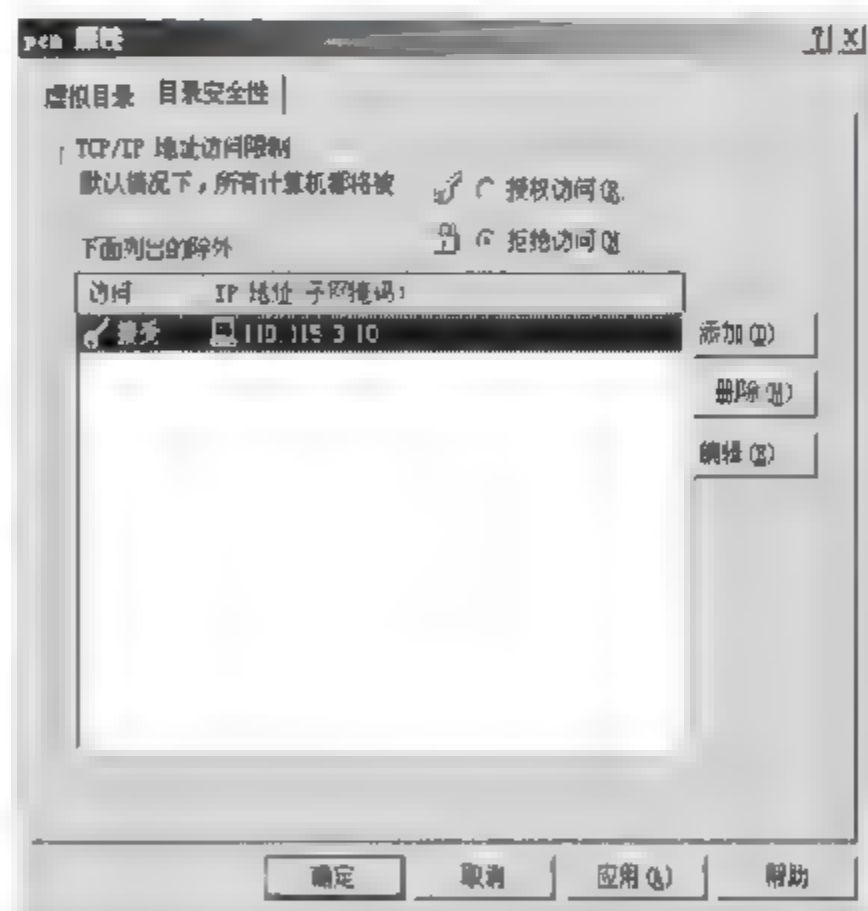 pcm 属性
虚拟目录 目录安全性
TCP/IP 地址访问限制
默认情况下，所有计算机都将被
授权访问(R)
拒绝访问(N)
下面列出的除外
访问 IP 地址 子网掩码)
接受 110.115.3.10
添加(D)
删除(M)
编辑(E)
确定 取消 应用(A) 帮助